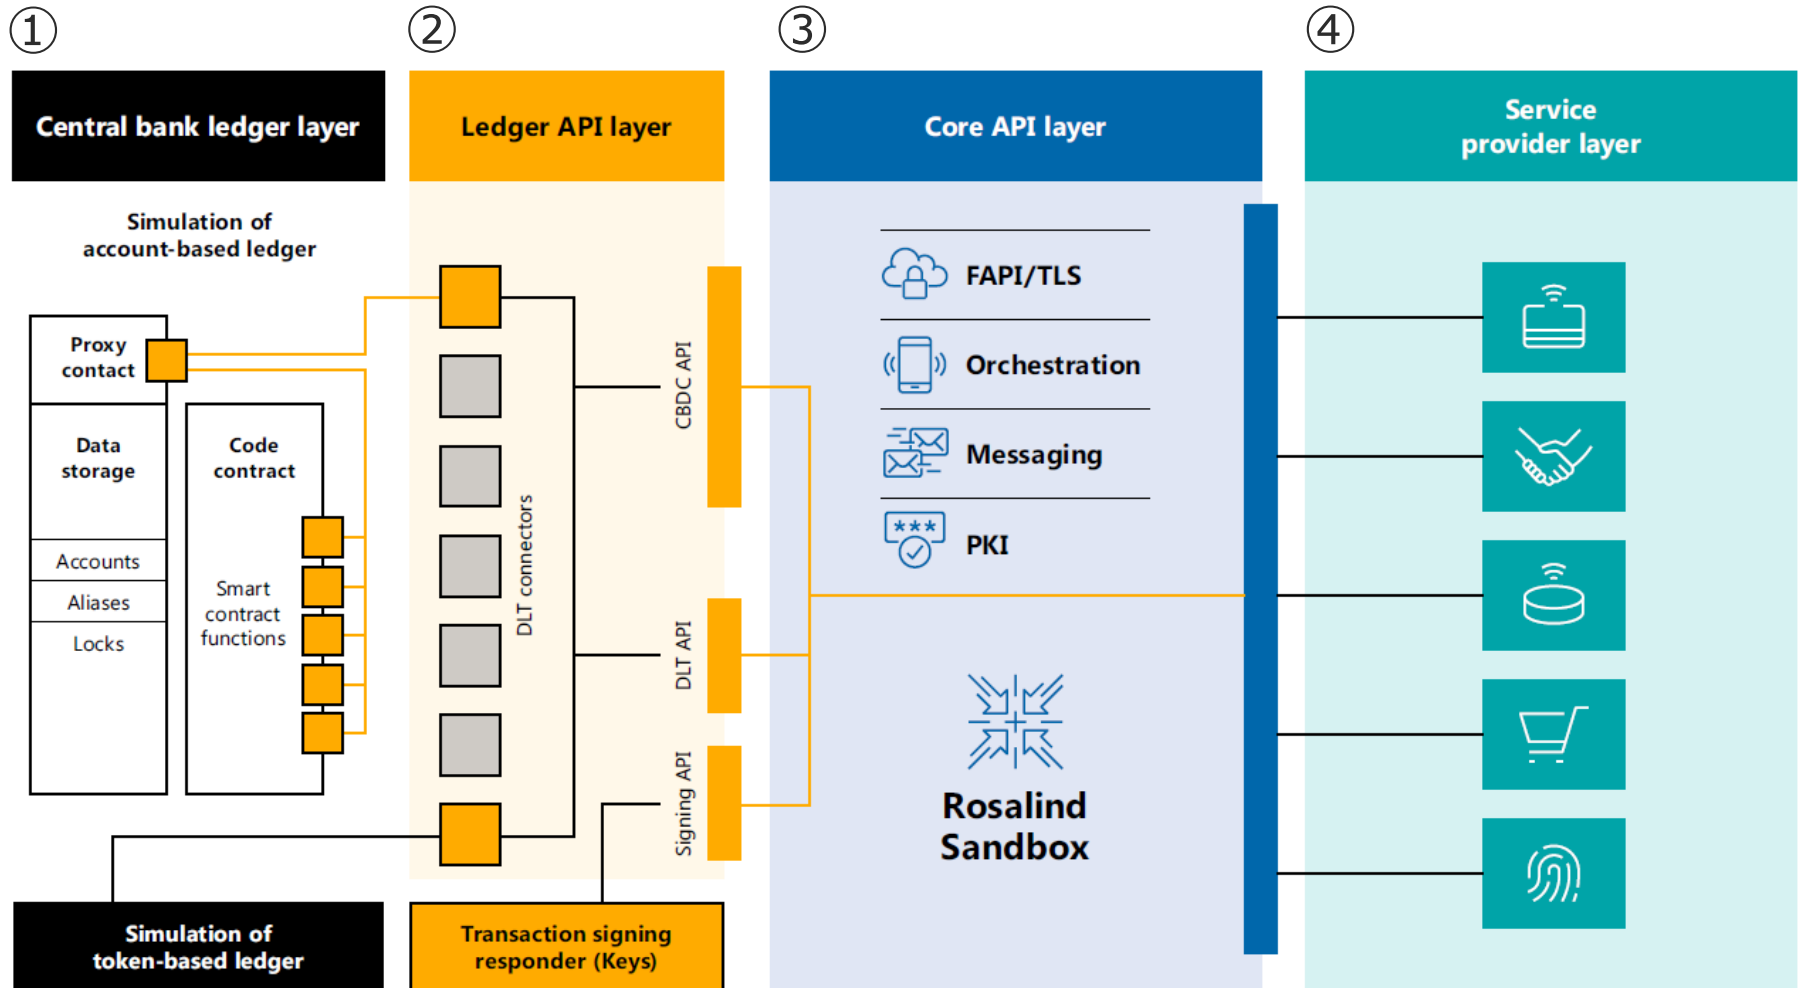 ①
②
③
④
Central bank ledger layer
Ledger API layer
Core API layer
Service
provider layer
Simulation of
account-based ledger
Proxy
contact
Data
storage
Accounts
Aliases
Locks
Code
contract
Smart
contract
functions
Simulation of
token-based ledger
DLT connectors
CBDC API
DLT API
Signing API
Transaction signing
responder (Keys)
FAPI/TLS
Orchestration
Messaging
***
PKI
Rosalind
Sandbox